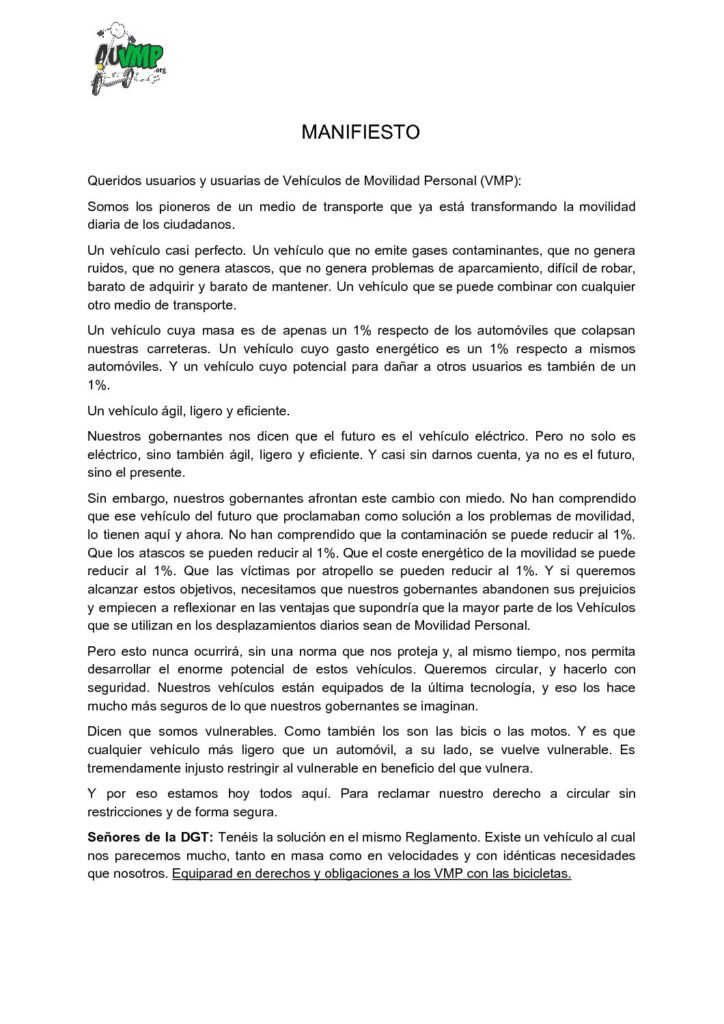 AUVMP
.org
MANIFIESTO
Queridos usuarios y usuarias de Vehículos de Movilidad Personal (VMP):
Somos los pioneros de un medio de transporte que ya está transformando la movilidad
diaria de los ciudadanos.
Un vehículo casi perfecto. Un vehículo que no emite gases contaminantes, que no genera
ruidos, que no genera atascos, que no genera problemas de aparcamiento, difícil de robar,
barato de adquirir y barato de mantener. Un vehículo que se puede combinar con cualquier
otro medio de transporte.
Un vehículo cuya masa es de apenas un 1% respecto de los automóviles que colapsan
nuestras carreteras. Un vehículo cuyo gasto energético es un 1% respecto a mismos
automóviles. Y un vehículo cuyo potencial para dañar a otros usuarios es también de un
1%.
Un vehículo ágil, ligero y eficiente.
Nuestros gobernantes nos dicen que el futuro es el vehículo eléctrico. Pero no solo es
eléctrico, sino también ágil, ligero y eficiente. Y casi sin darnos cuenta, ya no es el futuro,
sino el presente.
Sin embargo, nuestros gobernantes afrontan este cambio con miedo. No han comprendido
que ese vehículo del futuro que proclamaban como solución a los problemas de movilidad,
lo tienen aquí y ahora. No han comprendido que la contaminación se puede reducir al 1%.
Que los atascos se pueden reducir al 1%. Que el coste energético de la movilidad se puede
reducir al 1%. Que las víctimas por atropello se pueden reducir al 1%. Y si queremos
alcanzar estos objetivos, necesitamos que nuestros gobernantes abandonen sus prejuicios
y empiecen a reflexionar en las ventajas que supondría que la mayor parte de los Vehículos
que se utilizan en los desplazamientos diarios sean de Movilidad Personal.
Pero esto nunca ocurrirá, sin una norma que nos proteja y, al mismo tiempo, nos permita
desarrollar el enorme potencial de estos vehículos. Queremos circular, y hacerlo con
seguridad. Nuestros vehículos están equipados de la última tecnología, y eso los hace
mucho más seguros de lo que nuestros gobernantes se imaginan.
Dicen que somos vulnerables. Como también los son las bicis o las motos. Y es que
cualquier vehículo más ligero que un automóvil, a su lado, se vuelve vulnerable. Es
tremendamente injusto restringir al vulnerable en beneficio del que vulnera.
Y por eso estamos hoy todos aquí. Para reclamar nuestro derecho a circular sin
restricciones y de forma segura.
Señores de la DGT: Tenéis la solución en el mismo Reglamento. Existe un vehículo al cual
nos parecemos mucho, tanto en masa como en velocidades y con idénticas necesidades
que nosotros. Equiparad en derechos y obligaciones a los VMP con las bicicletas.